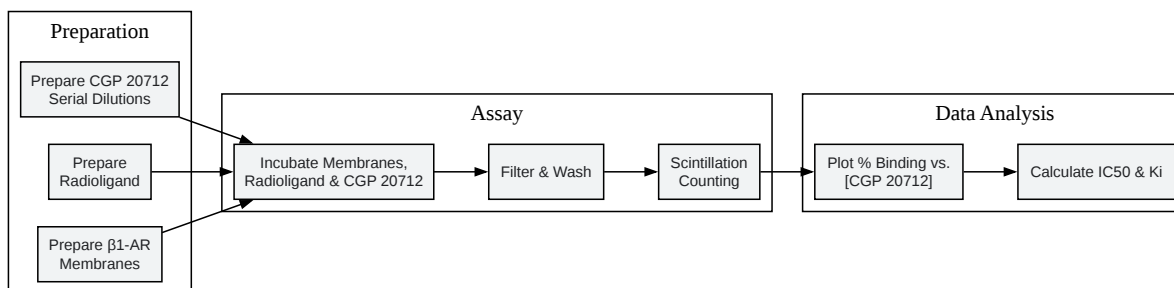 Preparation
Prepare CGP 20712
Serial Dilutions
Prepare
Radioligand
Prepare β1-AR
Membranes
Assay
Incubate Membranes,
Radioligand & CGP 20712
Filter & Wash
Scintillation
Counting
Data Analysis
Plot % Binding vs.
[CGP 20712]
Calculate IC50 & Ki